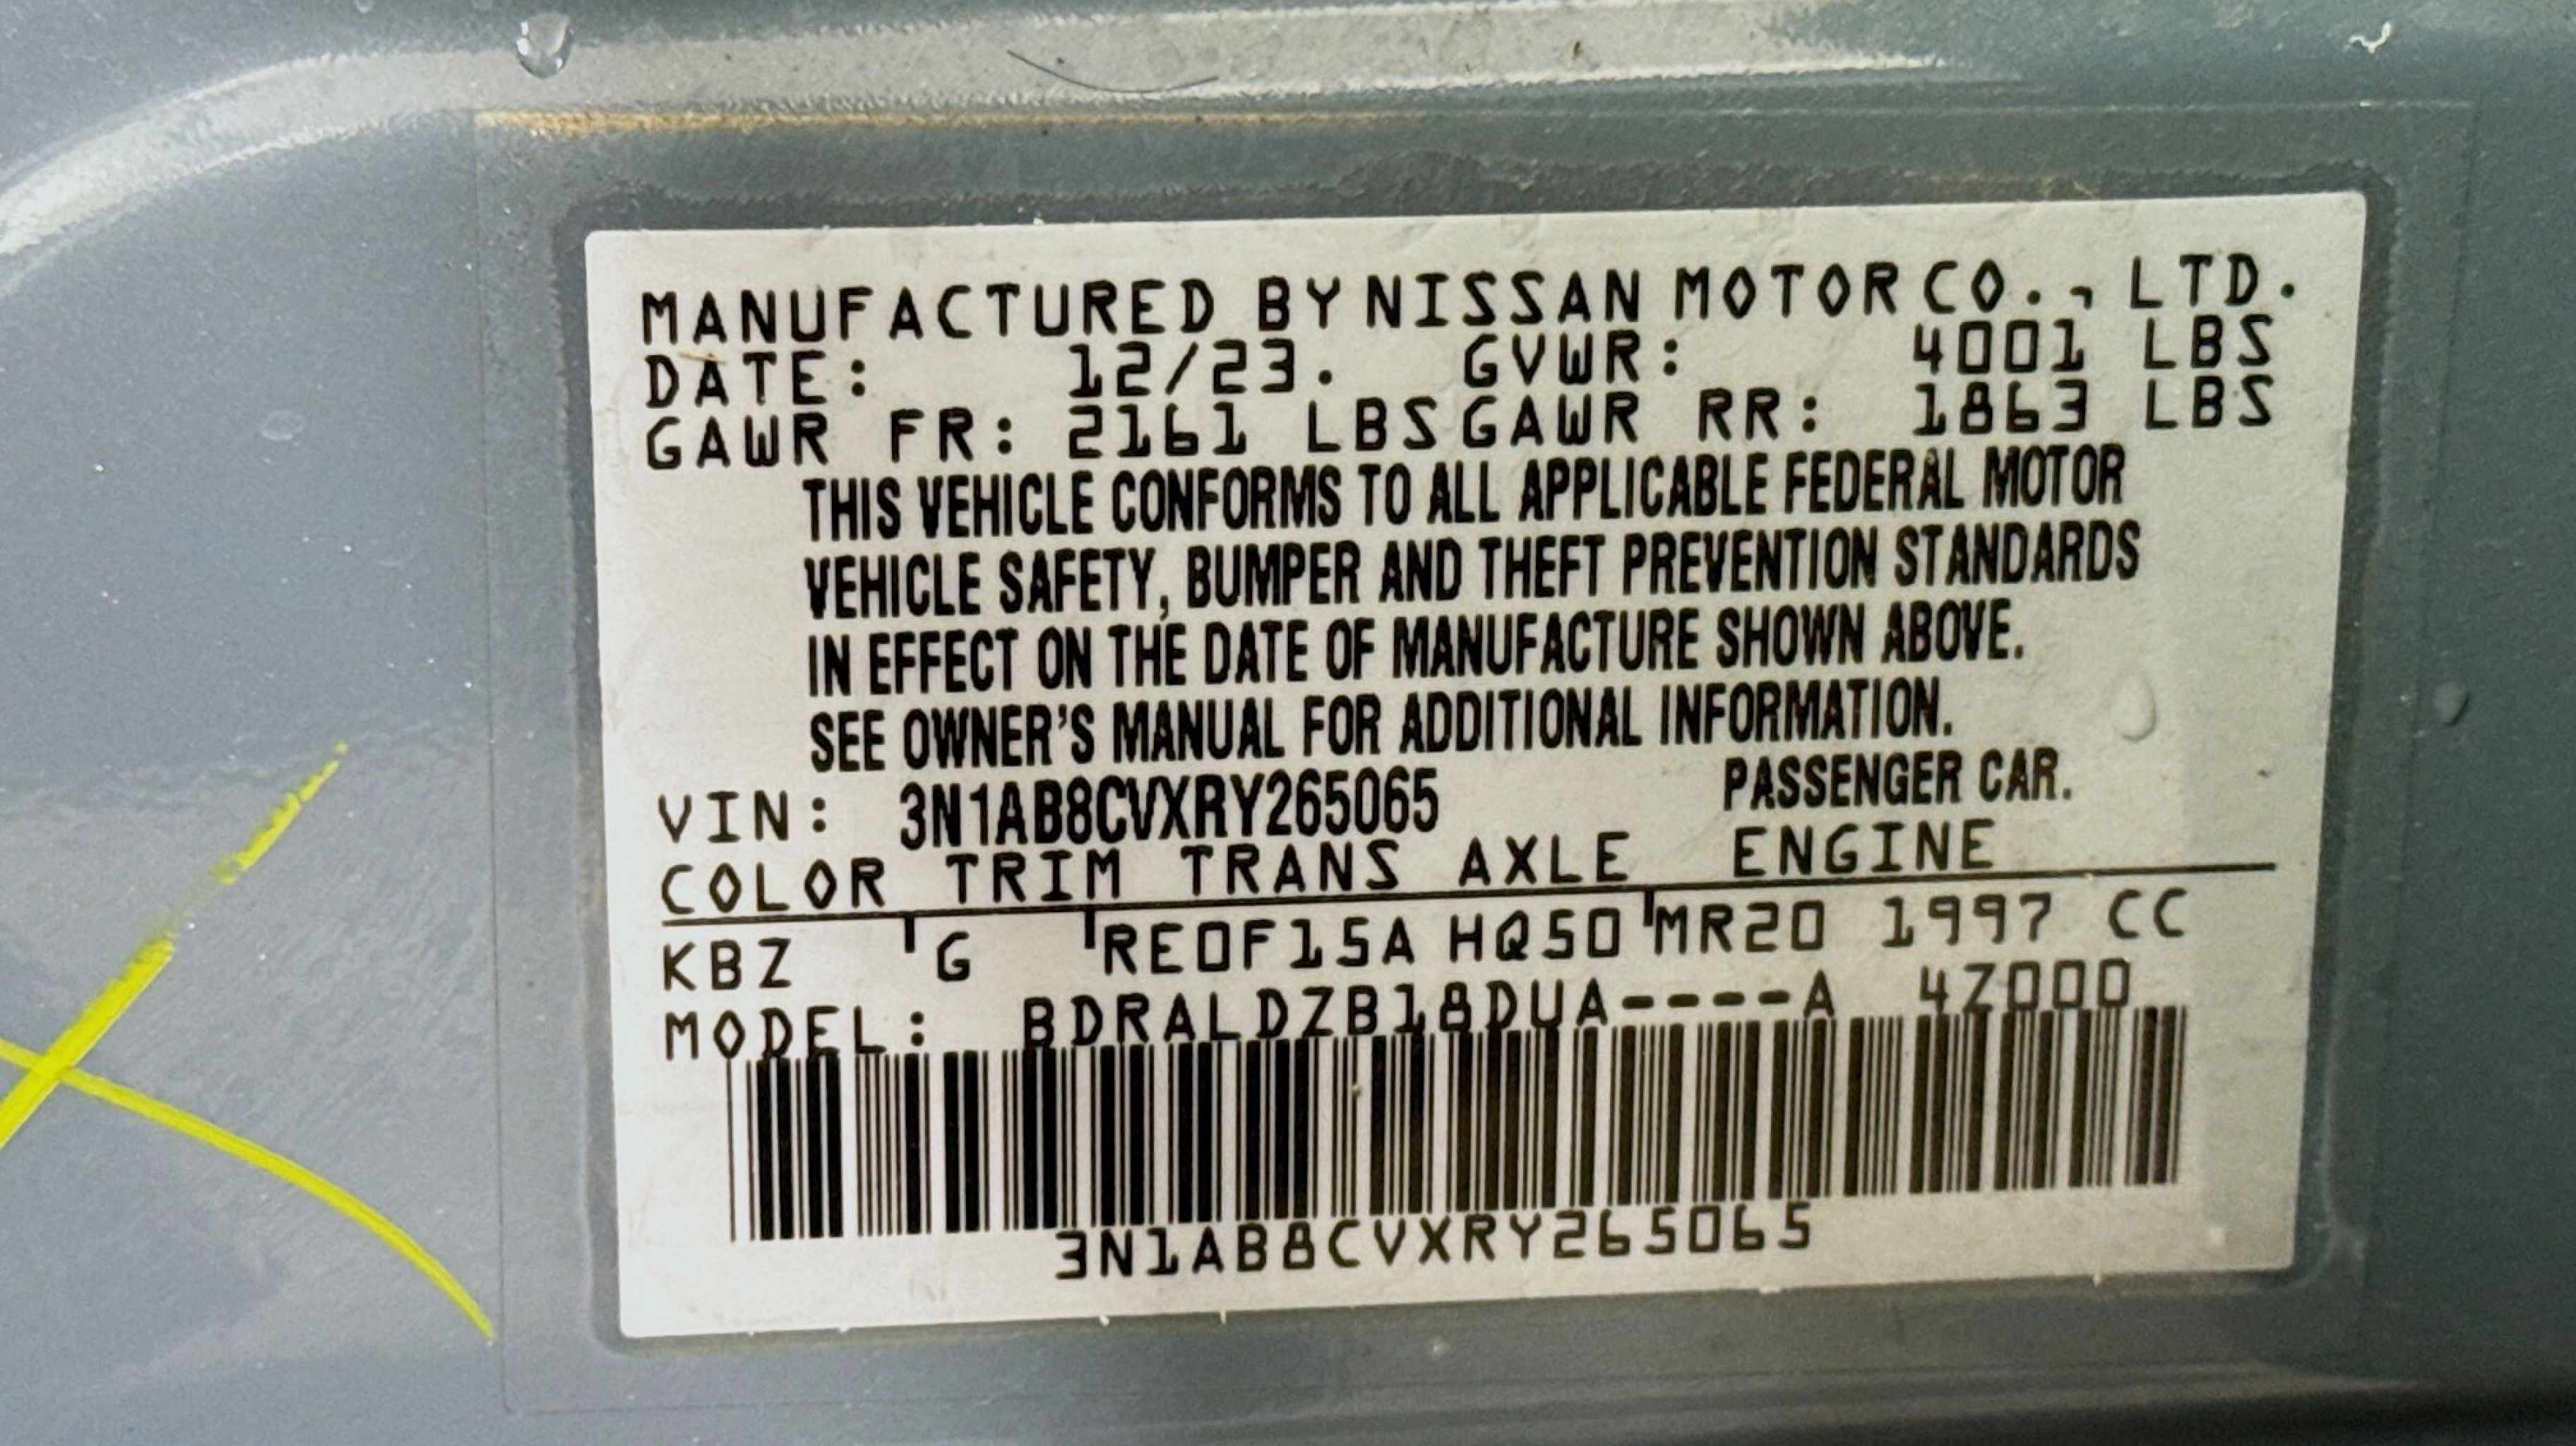 MANUFACTURED BY NISSAN MOTOR CO., LTD.
DATE: 12/23. GVWR: 4001 LBS
GAWR FR: 2161 LBS GAWR RR: 1863 LBS
THIS VEHICLE CONFORMS TO ALL APPLICABLE FEDERAL MOTOR
VEHICLE SAFETY, BUMPER AND THEFT PREVENTION STANDARDS
IN EFFECT ON THE DATE OF MANUFACTURE SHOWN ABOVE.
SEE OWNER'S MANUAL FOR ADDITIONAL INFORMATION.
VIN: 3N1AB8CVXRY265065 PASSENGER CAR.
COLOR TRIM TRANS AXLE ENGINE
KBZ G RE0F15A HQ50 MR20 1997 CC
MODEL: BDRALDZB18DUA----A 4Z000
3N1AB8CVXRY265065